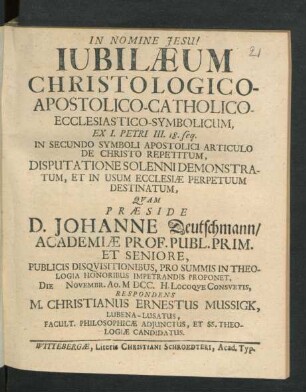 IN NOMINE JESU!
21
IUBILÆUM
CHRISTOLOGICO-
APOSTOLICO-CATHOLICO-
ECCLESIASTICO-SYMBOLICUM,
EX I. PETRI III. 18. seq.
IN SECUNDO SYMBOLI APOSTOLICI ARTICULO
DE CHRISTO REPETITUM,
DISPUTATIONE SOLENNI DEMONSTRA-
TUM, ET IN USUM ECCLESIÆ PERPETUUM
DESTINATUM,
QVAM
PRÆSIDE
D. JOHANNE Deutschmann/
ACADEMIÆ PROF. PUBL. PRIM.
ET SENIORE,
PUBLICIS DISQVISITIONIBUS, PRO SUMMIS IN THEO-
LOGIA HONORIBUS IMPETRANDIS PROPONET,
DIE NOVEMBR. AO. M DCC. H. LOCOQVE CONSVETIS,
RESPONDENS
M. CHRISTIANUS ERNESTUS MUSSIGK,
LUBENA-LUSATUS,
FACULT. PHILOSOPHICÆ ADJUNCTUS, ET SS. THEO-
LOGIÆ CANDIDATUS.
WITTEBERGÆ, Literis CHRISTIANI SCHROEDTERI, Acad. Typ.